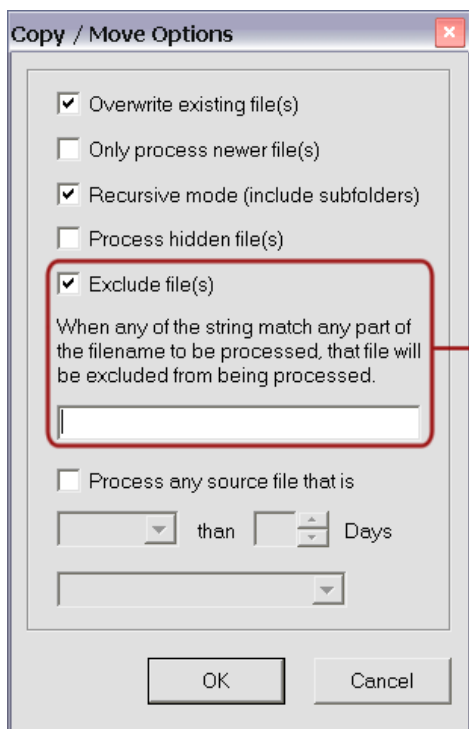 Copy / Move Options
Overwrite existing file(s)
Only process newer file(s)
Recursive mode (include subfolders)
Process hidden file(s)
Exclude file(s)
When any of the string match any part of
the filename to be processed, that file will
be excluded from being processed.
Process any source file that is
than Days
OK Cancel